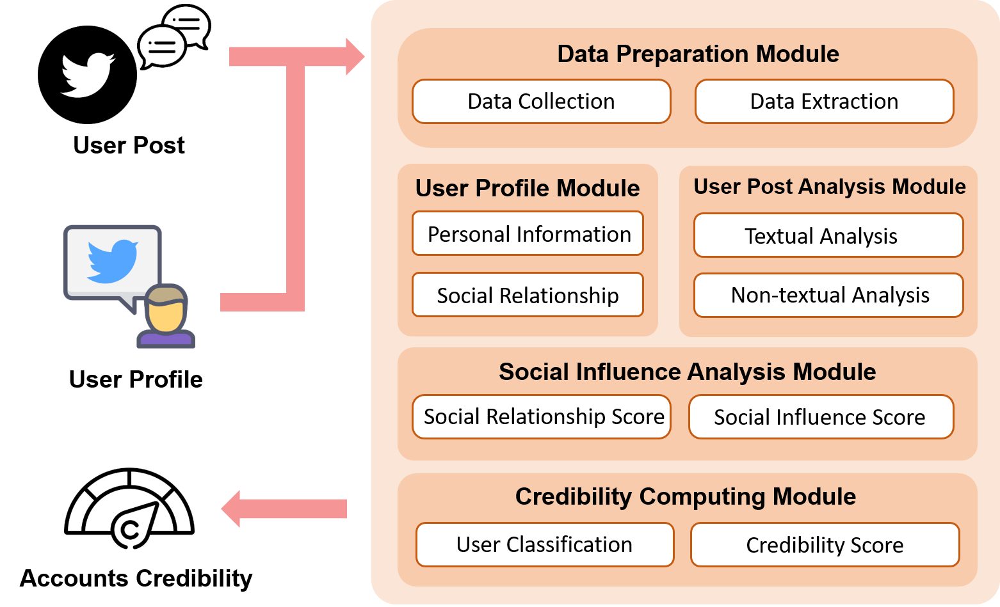 User Post
User Profile
Accounts Credibility
Data Preparation Module
Data Collection
Data Extraction
User Profile Module
Personal Information
Social Relationship
User Post Analysis Module
Textual Analysis
Non-textual Analysis
Social Influence Analysis Module
Social Relationship Score
Social Influence Score
Credibility Computing Module
User Classification
Credibility Score